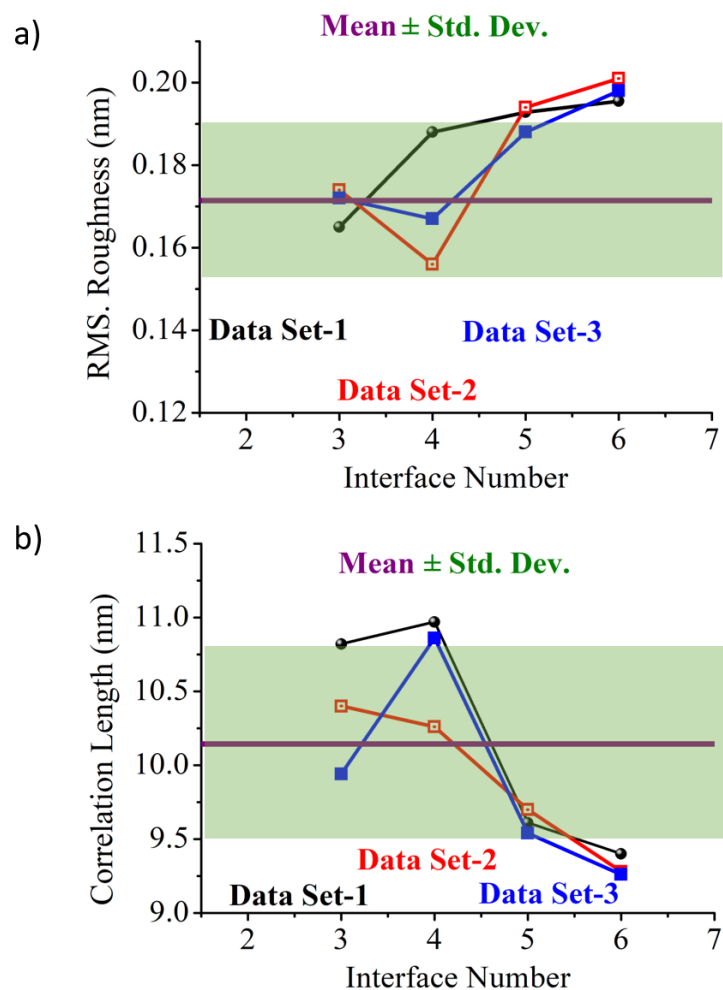 a)
Mean ± Std. Dev.
RMS. Roughness (nm)
0.20
0.18
0.16
0.14
0.12
Data Set-1
Data Set-3
Data Set-2
2 3 4 5 6 7
Interface Number
b)
Mean ± Std. Dev.
Correlation Length (nm)
11.5
11.0
10.5
10.0
9.5
9.0
Data Set-2
Data Set-1
Data Set-3
2 3 4 5 6 7
Interface Number